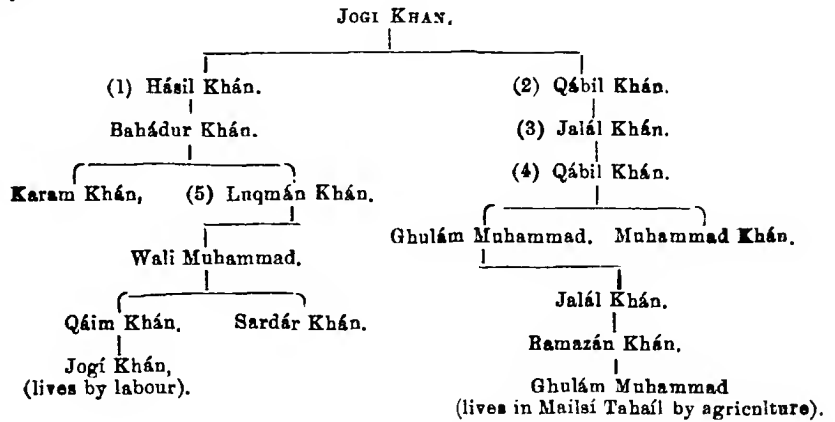 JOGI KHAN.
(1) Hásil Khán. (2) Qábil Khán.
Bahádur Khán. (3) Jalál Khán.
(4) Qábil Khán.
Karam Khán, (5) Luqmán Khán.
Ghulám Muhammad. Muhammad Khán.
Wali Muhammad.
Jalál Khán.
Qáim Khán. Sardár Khán.
Ramazán Khán.
Jogí Khán,
(lives by labour). Ghulám Muhammad
(lives in Mailsí Tahaíl by agriculture).